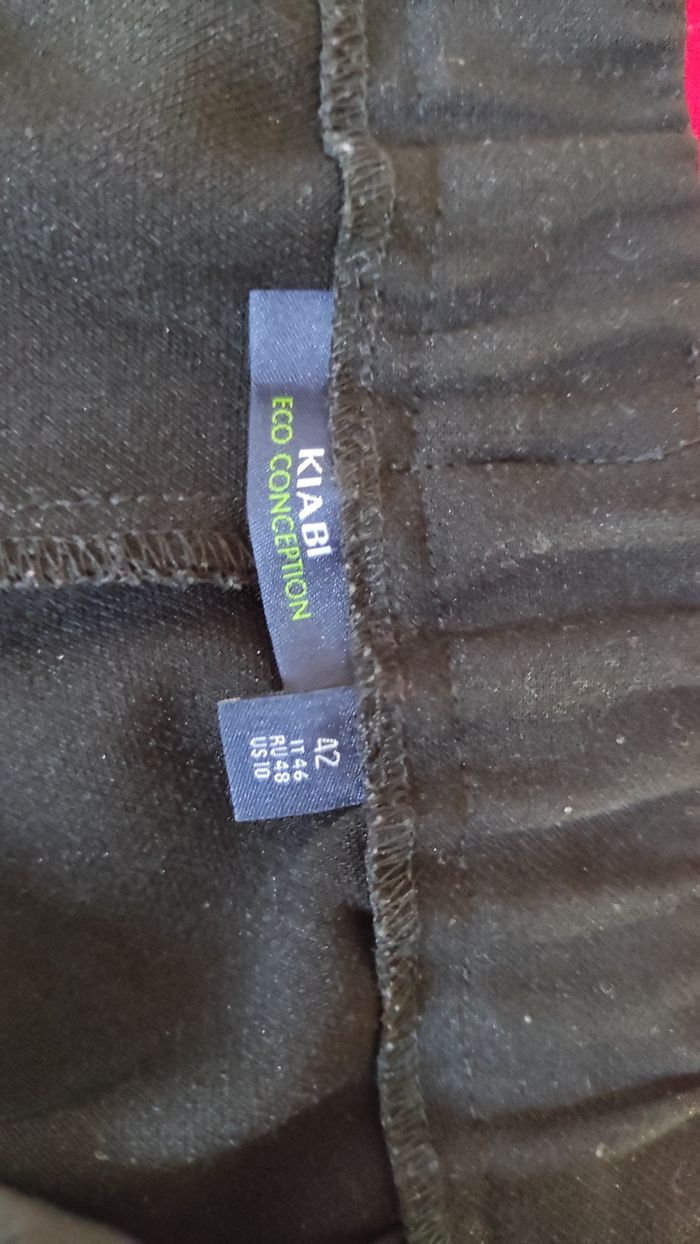 KIABI
ECO CONCEPTION
42
IT 46
RU 48
US 10